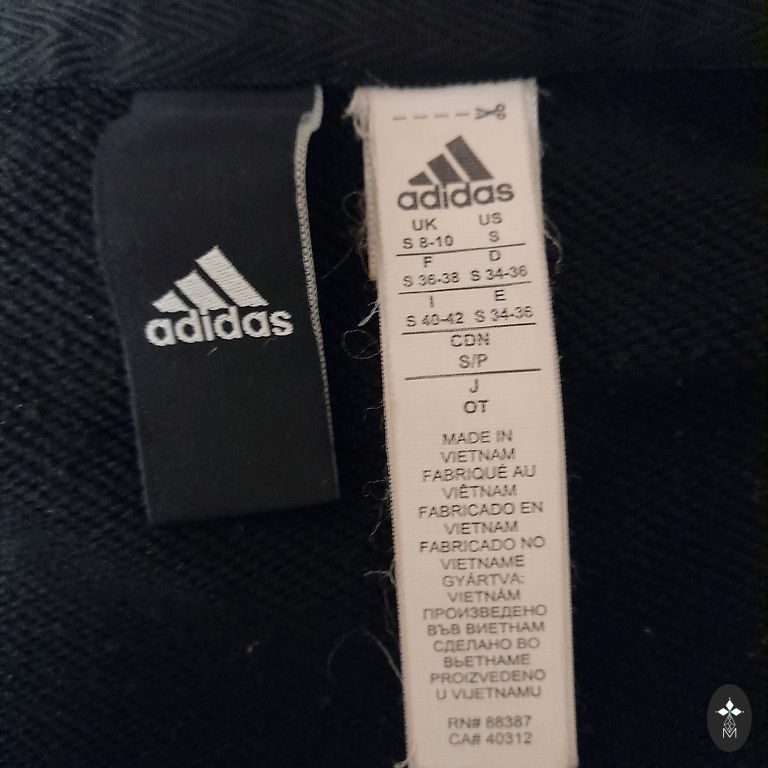 adidas
adidas
UK US
S 8-10 S
F D
S 36-38 S 34-36
I E
S 40-42 S 34-36
CDN
S/P
J
OT
MADE IN
VIETNAM
FABRIQUÉ AU
VIÊTNAM
FABRICADO EN
VIETNAM
FABRICADO NO
VIETNAME
GYÁRTVA:
VIETNÁM
ПРОИЗВЕДЕНО
ВЪВ ВИЕТНАМ
СДЕЛАНО ВО
ВЬЕТНАМЕ
PROIZVEDENO
U VIJETNAMU
RN# 88387
CA# 40312
M